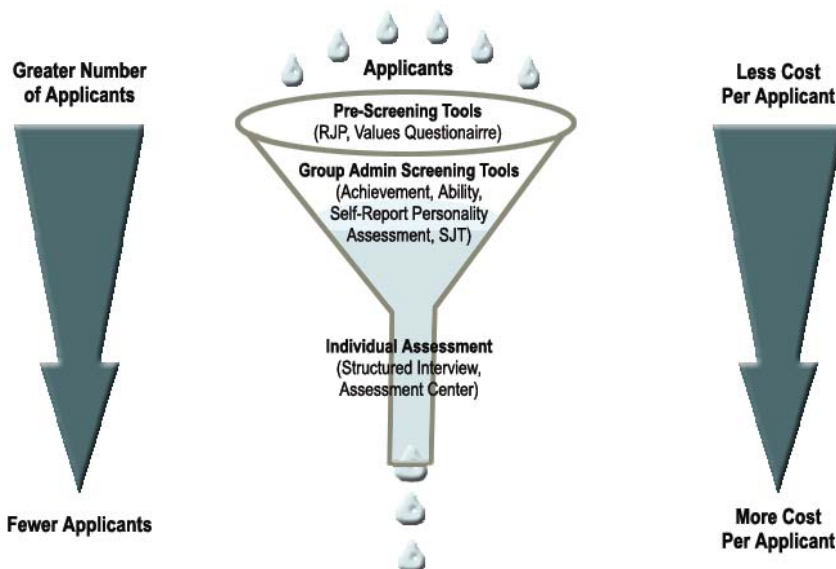 Greater Number
of Applicants
Applicants
Less Cost
Per Applicant
Pre-Screening Tools
(RJP, Values Questionairre)
Group Admin Screening Tools
(Achievement, Ability,
Self-Report Personality
Assessment, SJT)
Individual Assessment
(Structured Interview,
Assessment Center)
Fewer Applicants
More Cost
Per Applicant